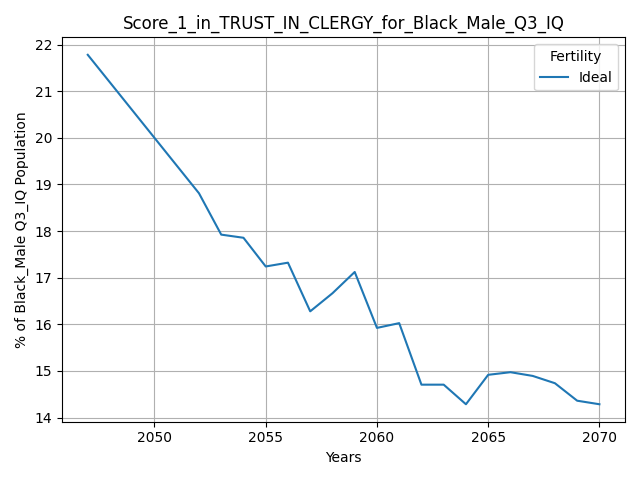 Score_1_in_TRUST_IN_CLERGY_for_Black_Male_Q3_IQ
Fertility
Ideal
% of Black_Male Q3_IQ Population
22
21
20
19
18
17
16
15
14
2050
2055
2060
2065
2070
Years